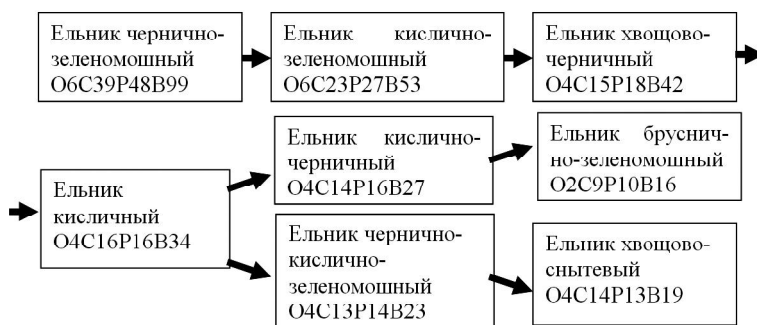 Ельник чернично-
зеленомошный
О6С39Р48В99
Ельник кислично-
зеленомошный
О6С23Р27В53
Ельник хвощово-
черничный
О4С15Р18В42
Ельник
кисличный
О4С16Р16В34
Ельник кислично-
черничный
О4С14Р16В27
Ельник бруснич-
но-зеленомошный
О2С9Р10В16
Ельник чернично-
кислично-
зеленомошный
О4С13Р14В23
Ельник хвощово-
снытевый
О4С14Р13В19